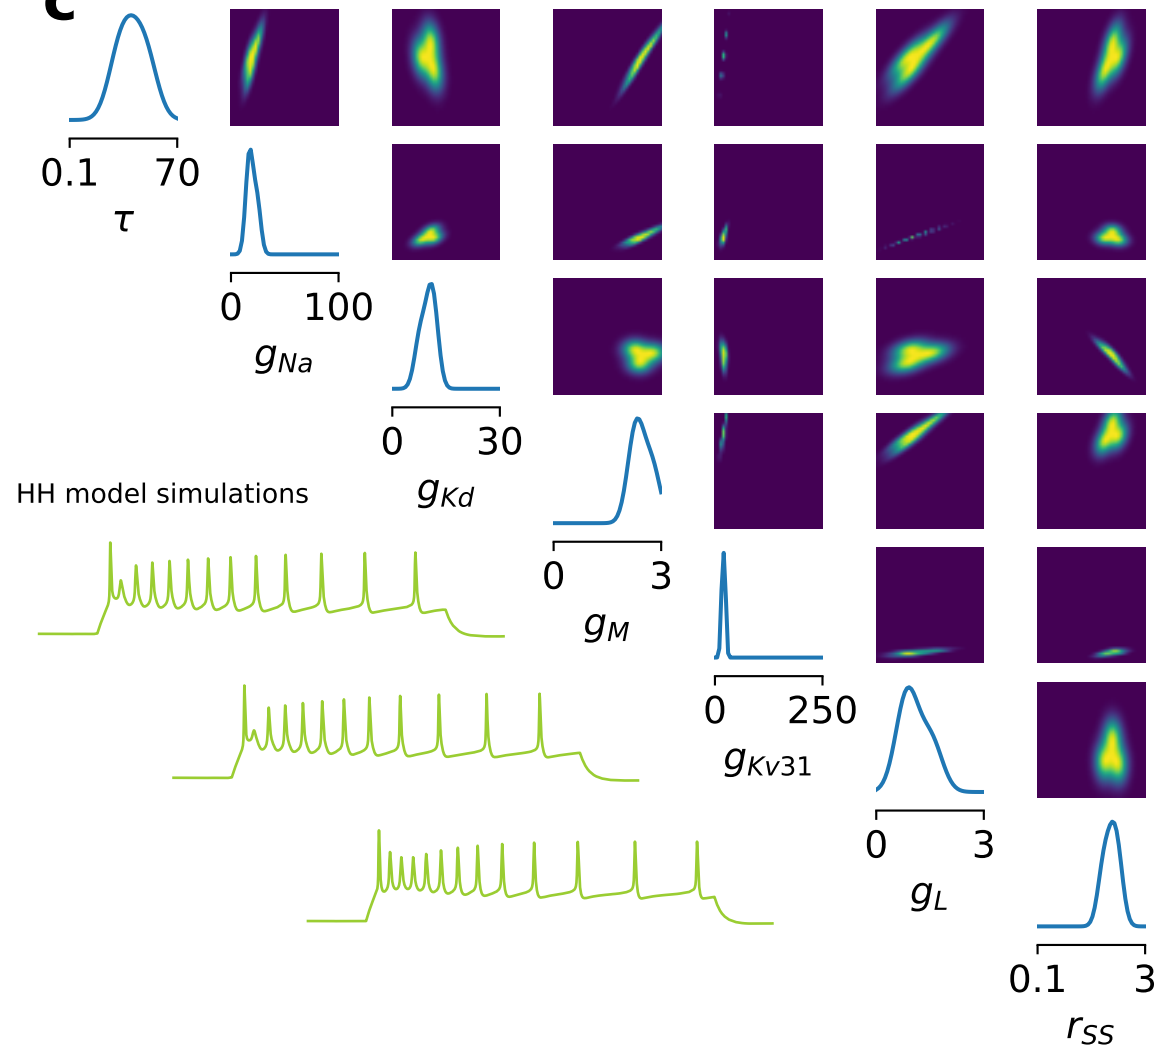 c
0.1 70
τ
0 100
g_Na
0 30
g_Kd
HH model simulations
0 3
g_M
0 250
g_Kv31
0 3
g_L
0.1 3
r_SS